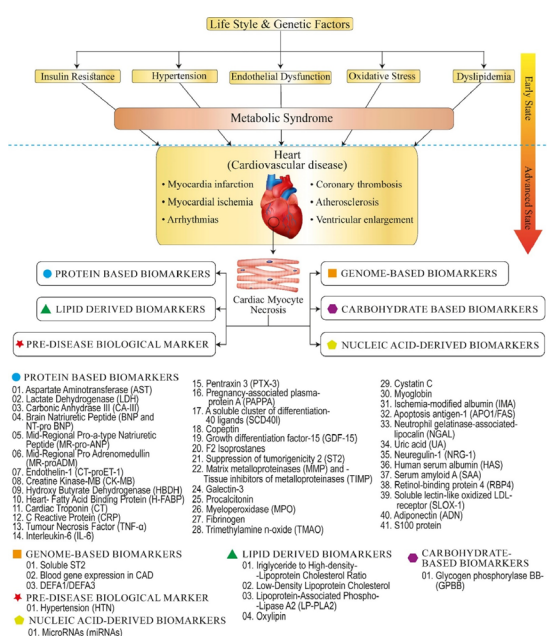 Life Style & Genetic Factors
Insulin Resistance
Hypertension
Endothelial Dysfunction
Oxidative Stress
Dyslipidemia
Early State
Metabolic Syndrome
Heart
(Cardiovascular disease)
• Myocardia infarction
• Myocardial ischemia
• Arrhythmias
• Coronary thrombosis
• Atherosclerosis
• Ventricular enlargement
Advanced State
PROTEIN BASED BIOMARKERS
LIPID DERIVED BIOMARKERS
PRE-DISEASE BIOLOGICAL MARKER
Cardiac Myocyte
Necrosis
GENOME-BASED BIOMARKERS
CARBOHYDRATE BASED BIOMARKERS
NUCLEIC ACID-DERIVED BIOMARKERS
PROTEIN BASED BIOMARKERS
01. Aspartate Aminotransferase (AST)
02. Lactate Dehydrogenase (LDH)
03. Carbonic Anhydrase III (CA-III)
04. Brain Natriuretic Peptide (BNP and
NT-pro BNP)
05. Mid-Regional Pro-a-type Natriuretic
Peptide (MR-pro-ANP)
06. Mid-Regional Pro Adrenomedullin
(MR-proADM)
07. Endothelin-1 (CT-proET-1)
08. Creatine Kinase-MB (CK-MB)
09. Hydroxy Butyrate Dehydrogenase (HBDH)
10. Heart- Fatty Acid Binding Protein (H-FABP)
11. Cardiac Troponin (CT)
12. C Reactive Protein (CRP)
13. Tumour Necrosis Factor (TNF-α)
14. Interleukin-6 (IL-6)
15. Pentraxin 3 (PTX-3)
16. Pregnancy-associated plasma-
protein A (PAPPA)
17. A soluble cluster of differentiation-
40 ligands (SCD40l)
18. Copeptin
19. Growth differentiation factor-15 (GDF-15)
20. F2 Isoprostanes
21. Suppression of tumorigenicity 2 (ST2)
22. Matrix metalloproteinases (MMP) and -
Tissue inhibitors of metalloproteinases (TIMP)
24. Galectin-3
25. Procalcitonin
26. Myeloperoxidase (MPO)
27. Fibrinogen
28. Trimethylamine n-oxide (TMAO)
29. Cystatin C
30. Myoglobin
31. Ischemia-modified albumin (IMA)
32. Apoptosis antigen-1 (APO1/FAS)
33. Neutrophil gelatinase-associated-
lipocalin (NGAL)
34. Uric acid (UA)
35. Neuregulin-1 (NRG-1)
36. Human serum albumin (HAS)
37. Serum amyloid A (SAA)
38. Retinol-binding protein 4 (RBP4)
39. Soluble lectin-like oxidized LDL-
receptor (SLOX-1)
40. Adiponectin (ADN)
41. S100 protein
GENOME-BASED BIOMARKERS
01. Soluble ST2
02. Blood gene expression in CAD
03. DEFA1/DEFA3
PRE-DISEASE BIOLOGICAL MARKER
01. Hypertension (HTN)
NUCLEIC ACID-DERIVED BIOMARKERS
01. MicroRNAs (miRNAs)
LIPID DERIVED BIOMARKERS
01. Iriglyceride to High-density-
-Lipoprotein Cholesterol Ratio
02. Low-Density Lipoprotein Cholesterol
03. Lipoprotein-Associated Phospho-
-Lipase A2 (LP-PLA2)
04. Oxylipin
CARBOHYDRATE-
BASED BIOMARKERS
01. Glycogen phosphorylase BB-
(GPBB)